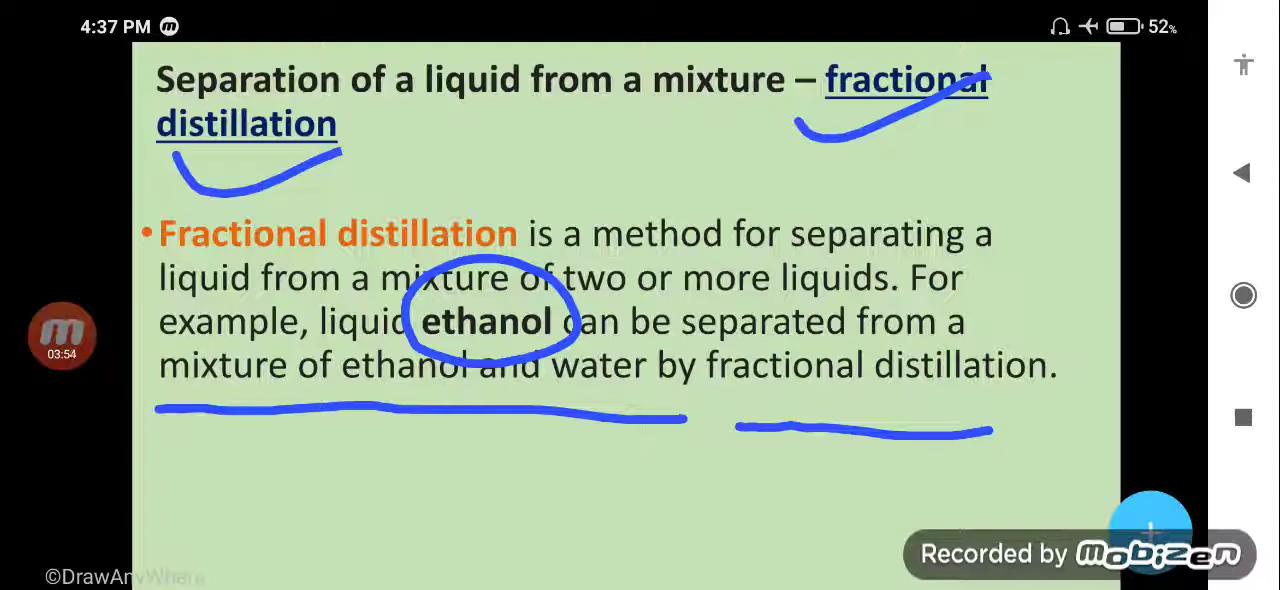 4:37 PM
52%
Separation of a liquid from a mixture – fractional
distillation
• Fractional distillation is a method for separating a
liquid from a mixture of two or more liquids. For
example, liquid ethanol can be separated from a
mixture of ethanol and water by fractional distillation.
03:54
Recorded by mobizen
©DrawAnyWhere